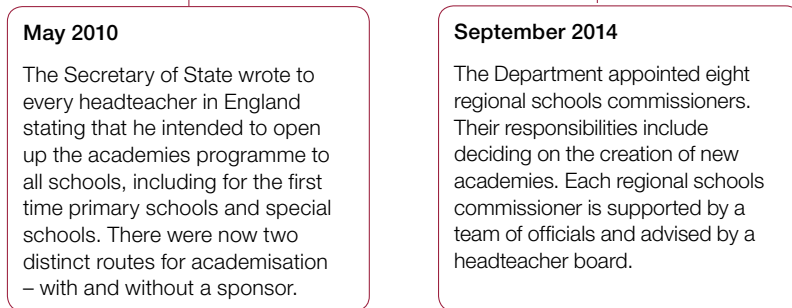 May 2010
The Secretary of State wrote to
every headteacher in England
stating that he intended to open
up the academies programme to
all schools, including for the first
time primary schools and special
schools. There were now two
distinct routes for academisation
– with and without a sponsor.
September 2014
The Department appointed eight
regional schools commissioners.
Their responsibilities include
deciding on the creation of new
academies. Each regional schools
commissioner is supported by a
team of officials and advised by a
headteacher board.